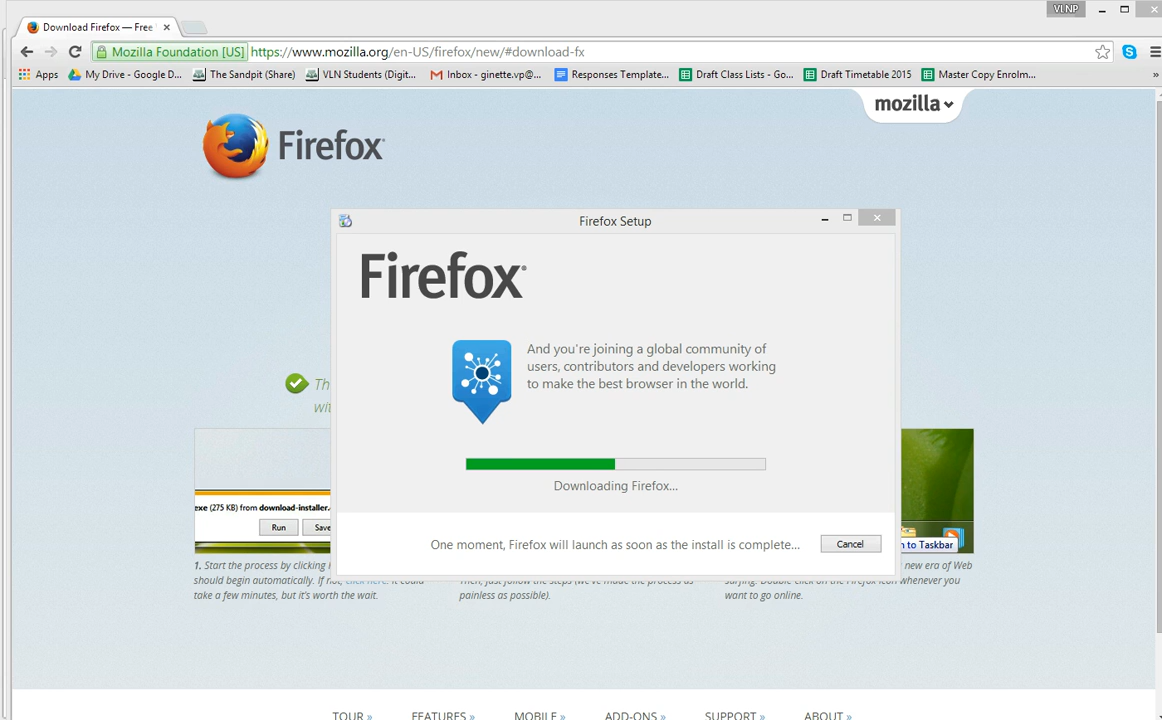 VLNP
Download Firefox — Free
Mozilla Foundation [US] https://www.mozilla.org/en-US/firefox/new/#download-fx
Apps My Drive - Google D... The Sandpit (Share) VLN Students (Digit... Inbox - ginette.vp@... Responses Template... Draft Class Lists - Go... Draft Timetable 2015 Master Copy Enrolm... »
mozilla
Firefox
Firefox Setup
Firefox
And you're joining a global community of
users, contributors and developers working
to make the best browser in the world.
Th
wit
Downloading Firefox...
exe (275 KB) from download-installer.
Run Save
n to Taskbar
One moment, Firefox will launch as soon as the install is complete...
Cancel
1. Start the process by clicking
should begin automatically. If not, click here. It could
take a few minutes, but it's worth the wait.
Then, just follow the steps (we've made the process as
painless as possible).
new era of Web
surfing. Double click on the Firefox icon whenever you
want to go online.
TOUR » FEATURES » MOBILE » ADD-ONS » SUPPORT » ABOUT »